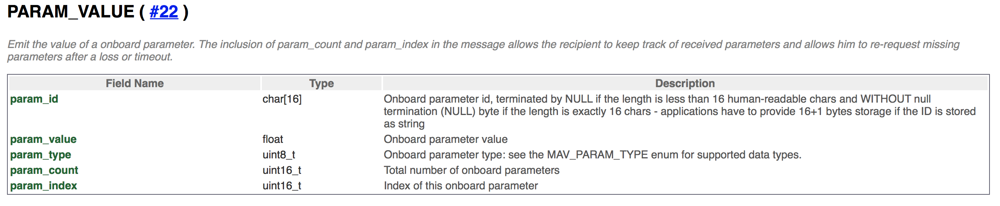 PARAM_VALUE ( #22 )
Emit the value of a onboard parameter. The inclusion of param_count and param_index in the message allows the recipient to keep track of received parameters and allows him to re-request missing
parameters after a loss or timeout.
Field Name Type Description
param_id char[16] Onboard parameter id, terminated by NULL if the length is less than 16 human-readable chars and WITHOUT null
termination (NULL) byte if the length is exactly 16 chars - applications have to provide 16+1 bytes storage if the ID is stored
as string
param_value float Onboard parameter value
param_type uint8_t Onboard parameter type: see the MAV_PARAM_TYPE enum for supported data types.
param_count uint16_t Total number of onboard parameters
param_index uint16_t Index of this onboard parameter